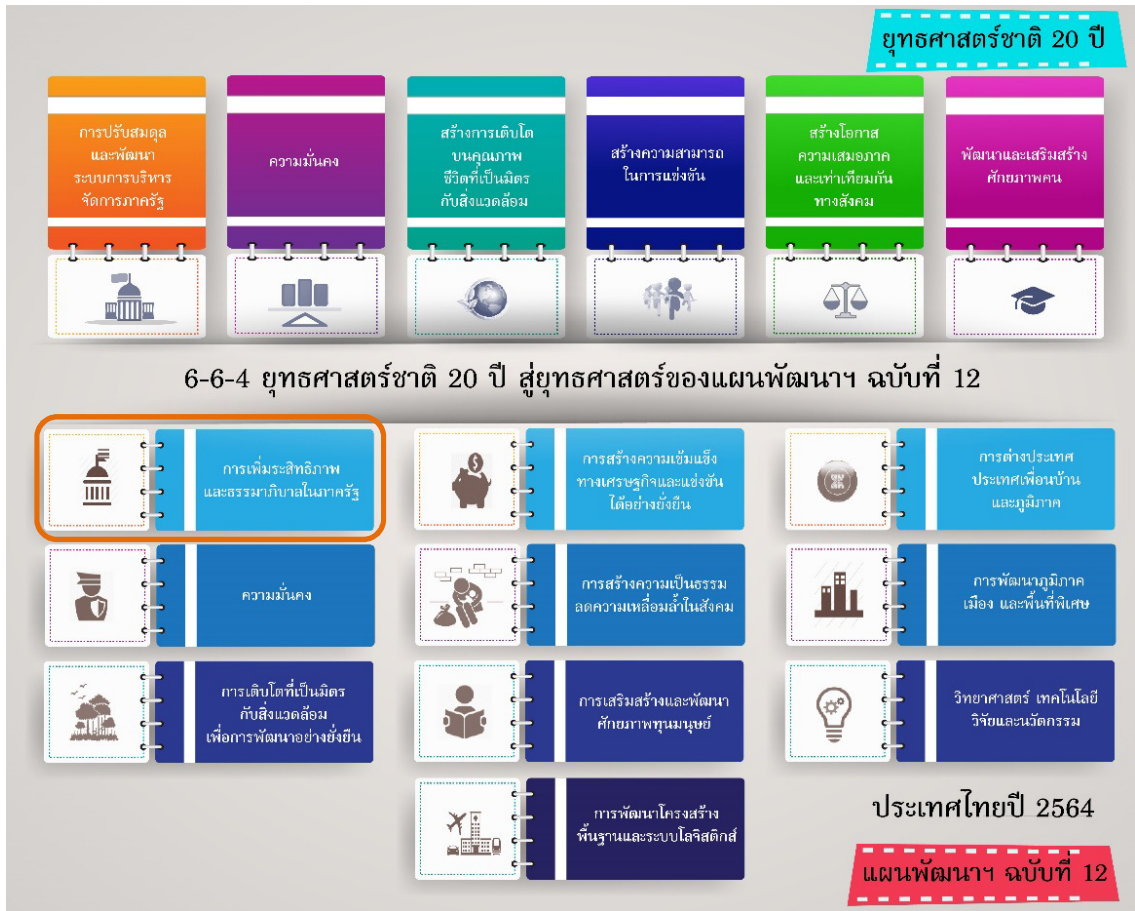 ยุทธศาสตร์ชาติ 20 ปี
การปรับสมดุล
และพัฒนา
ระบบการบริหาร
จัดการภาครัฐ
ความมั่นคง
สร้างการเติบโต
บนคุณภาพ
ชีวิตที่เป็นมิตร
กับสิ่งแวดล้อม
สร้างความสามารถ
ในการแข่งขัน
สร้างโอกาส
ความเสมอภาค
และเท่าเทียมกัน
ทางสังคม
พัฒนาและเสริมสร้าง
ศักยภาพคน
6-6-4 ยุทธศาสตร์ชาติ 20 ปี สู่ยุทธศาสตร์ของแผนพัฒนาฯ ฉบับที่ 12
การเพิ่มระสิทธิภาพ
และธรรมาภิบาลในภาครัฐ
การสร้างความเข้มแข็ง
ทางเศรษฐกิจและแข่งขัน
ได้อย่างยั่งยืน
การต่างประเทศ
ประเทศเพื่อนบ้าน
และภูมิภาค
ความมั่นคง
การสร้างความเป็นธรรม
ลดความเหลื่อมล้ำในสังคม
การพัฒนาภูมิภาค
เมือง และพื้นที่พิเศษ
การเติบโตที่เป็นมิตร
กับสิ่งแวดล้อม
เพื่อการพัฒนาอย่างยั่งยืน
การเสริมสร้างและพัฒนา
ศักยภาพทุนมนุษย์
วิทยาศาสตร์ เทคโนโลยี
วิจัยและนวัตกรรม
การพัฒนาโครงสร้าง
พื้นฐานและระบบโลจิสติกส์
ประเทศไทยปี 2564
แผนพัฒนาฯ ฉบับที่ 12